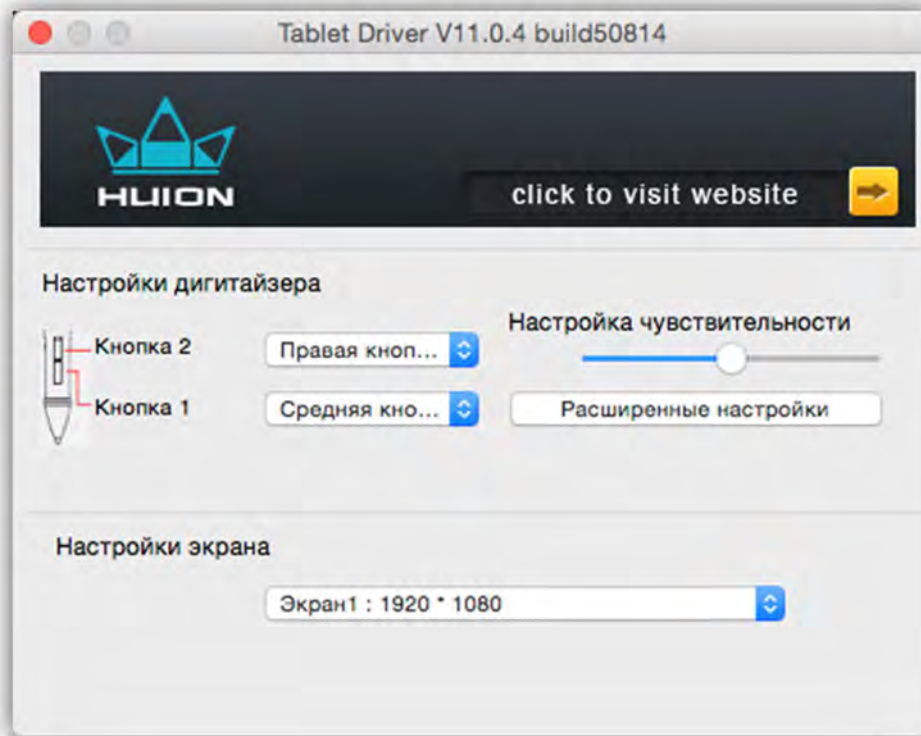 Tablet Driver V11.0.4 build50814
HUION
click to visit website
Настройки дигитайзера
Настройка чувствительности
Кнопка 2
Правая кноп...
Кнопка 1
Средняя кно...
Расширенные настройки
Настройки экрана
Экран1 : 1920 * 1080